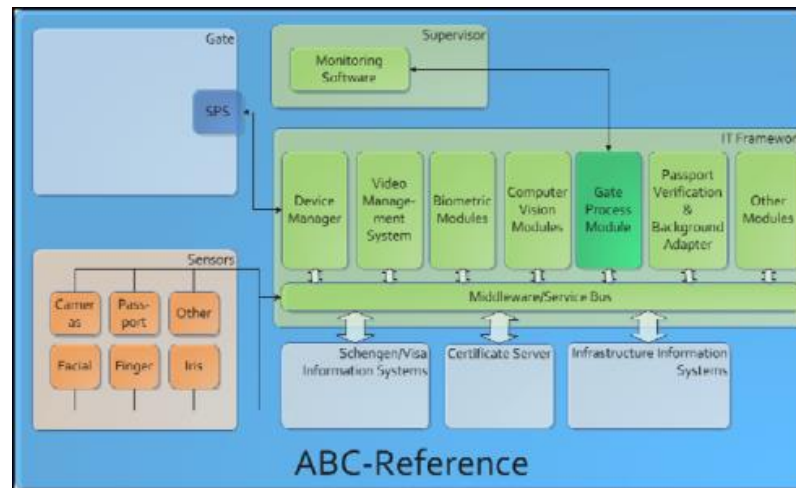 Gate
Supervisor
Monitoring
Software
SPS
IT Framework
Device
Manager
Video
Manage-
ment
System
Biometric
Modules
Computer
Vision
Modules
Gate
Process
Module
Passport
Verification
&
Background
Adapter
Other
Modules
Sensors
Camer
as
Pass-
port
Other
Facial
Finger
Iris
Middleware/Service Bus
Schengen/Visa
Information Systems
Certificate Server
Infrastructure Information
Systems
ABC-Reference